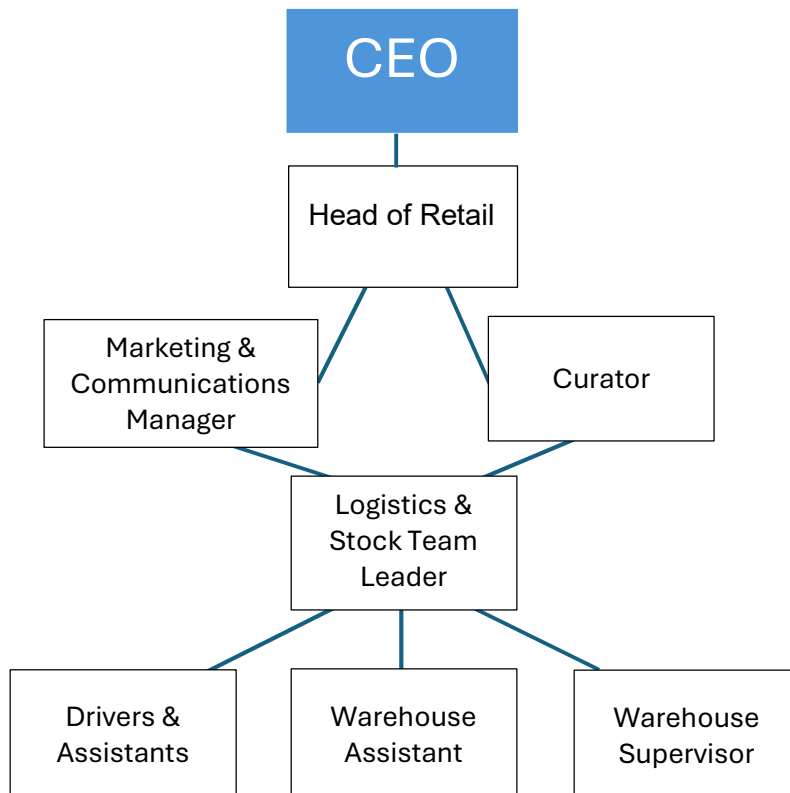 CEO
Head of Retail
Marketing &
Communications
Manager
Curator
Logistics &
Stock Team
Leader
Drivers &
Assistants
Warehouse
Assistant
Warehouse
Supervisor